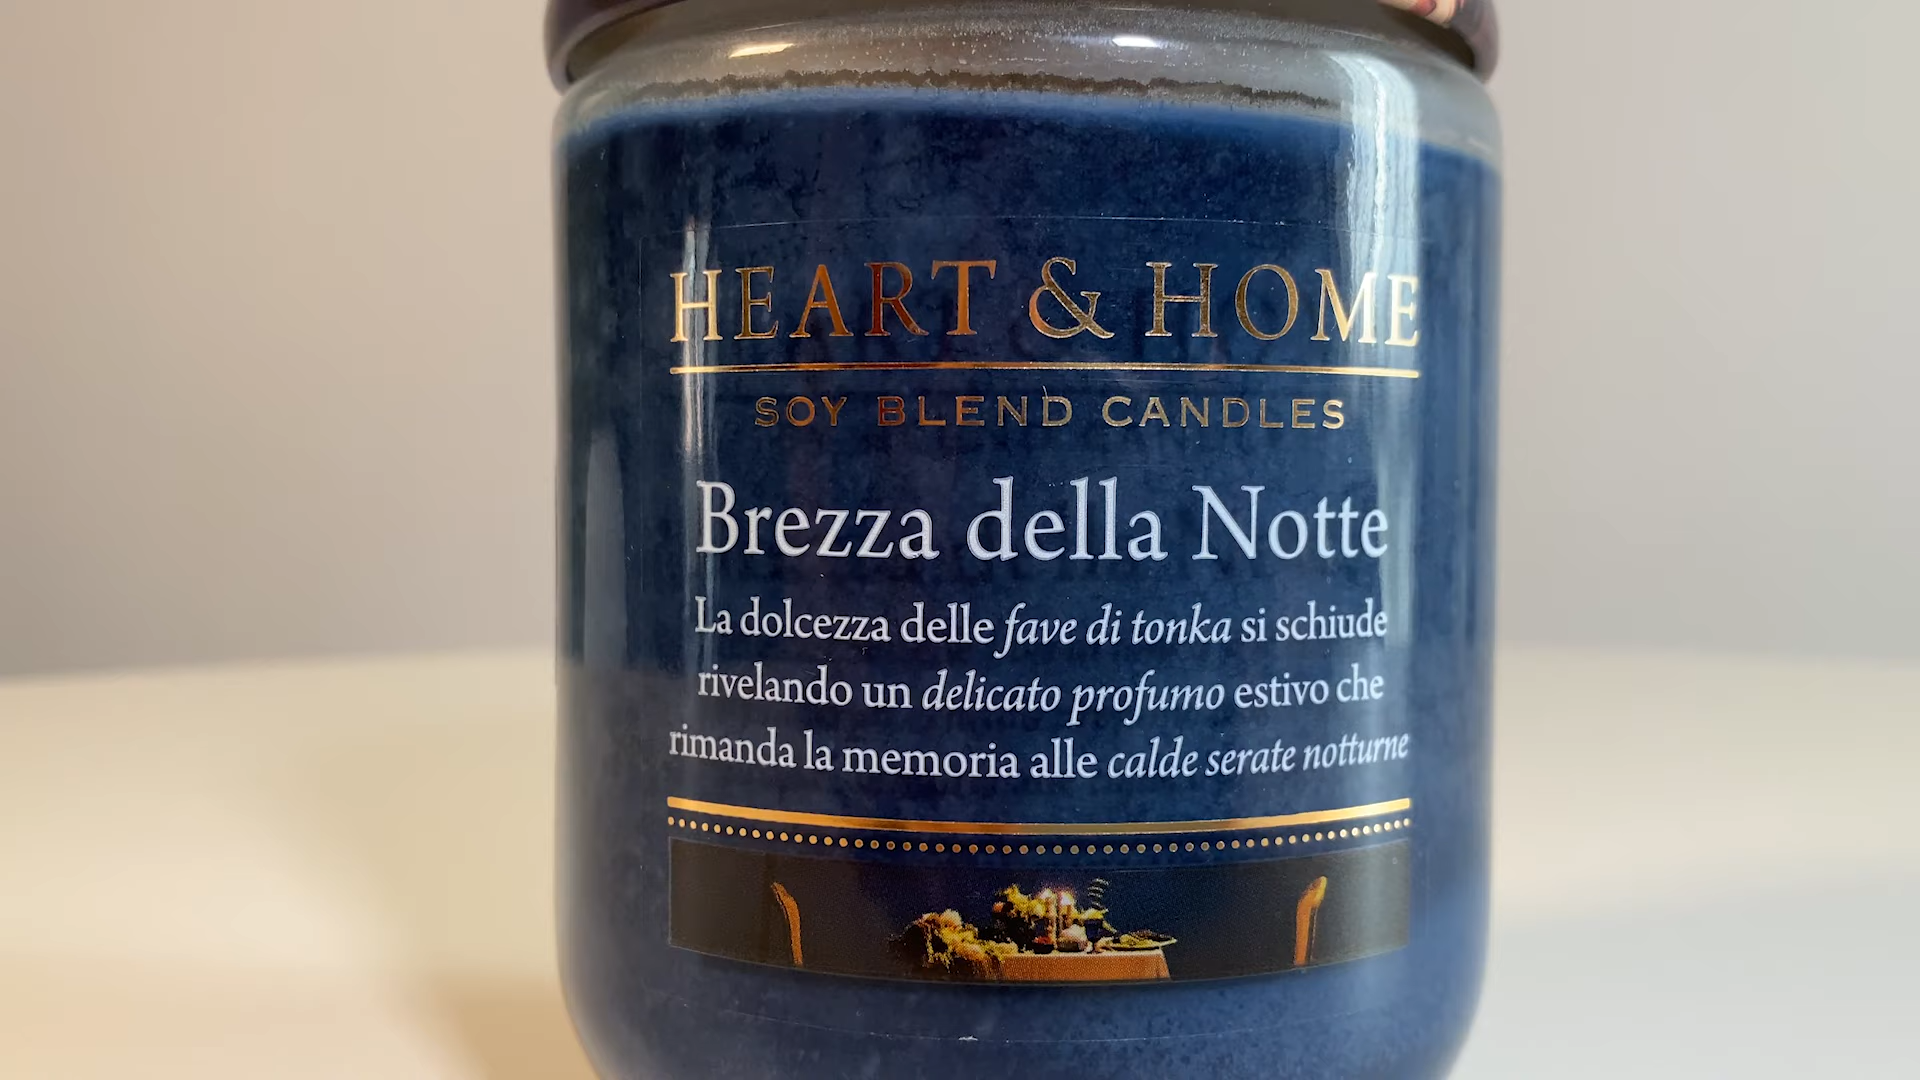 HEART & HOME
SOY BLEND CANDLES
Brezza della Notte
La dolcezza delle fave di tonka si schiude
rivelando un delicato profumo estivo che
rimanda la memoria alle calde serate notturne